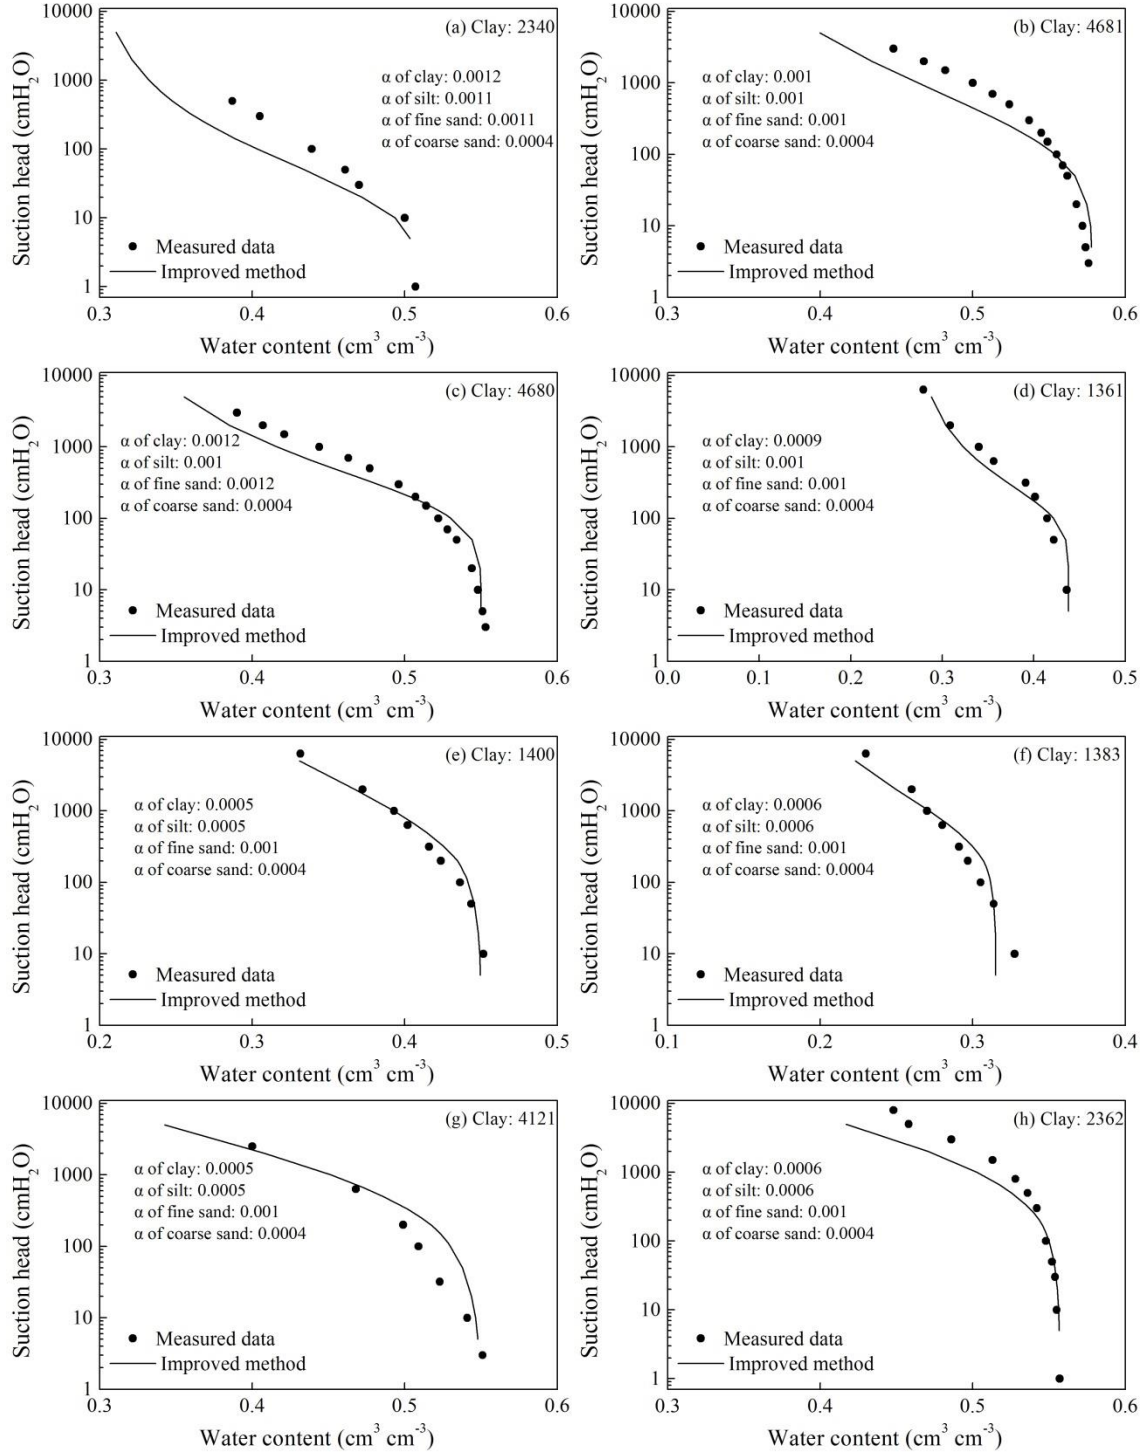 10000
1000
100
10
1
Suction head (cmH2O)
(a) Clay: 2340
α of clay: 0.0012
α of silt: 0.0011
α of fine sand: 0.0011
α of coarse sand: 0.0004
Measured data
Improved method
0.3 0.4 0.5 0.6
Water content (cm3 cm-3)
10000
1000
100
10
1
Suction head (cmH2O)
(b) Clay: 4681
α of clay: 0.001
α of silt: 0.001
α of fine sand: 0.001
α of coarse sand: 0.0004
Measured data
Improved method
0.3 0.4 0.5 0.6
Water content (cm3 cm-3)
10000
1000
100
10
1
Suction head (cmH2O)
(c) Clay: 4680
α of clay: 0.0012
α of silt: 0.001
α of fine sand: 0.0012
α of coarse sand: 0.0004
Measured data
Improved method
0.3 0.4 0.5 0.6
Water content (cm3 cm-3)
10000
1000
100
10
1
Suction head (cmH2O)
(d) Clay: 1361
α of clay: 0.0009
α of silt: 0.001
α of fine sand: 0.001
α of coarse sand: 0.0004
Measured data
Improved method
0.0 0.1 0.2 0.3 0.4 0.5
Water content (cm3 cm-3)
10000
1000
100
10
1
Suction head (cmH2O)
(e) Clay: 1400
α of clay: 0.0005
α of silt: 0.0005
α of fine sand: 0.001
α of coarse sand: 0.0004
Measured data
Improved method
0.2 0.3 0.4 0.5
Water content (cm3 cm-3)
10000
1000
100
10
1
Suction head (cmH2O)
(f) Clay: 1383
α of clay: 0.0006
α of silt: 0.0006
α of fine sand: 0.001
α of coarse sand: 0.0004
Measured data
Improved method
0.1 0.2 0.3 0.4
Water content (cm3 cm-3)
10000
1000
100
10
1
Suction head (cmH2O)
(g) Clay: 4121
α of clay: 0.0005
α of silt: 0.0005
α of fine sand: 0.001
α of coarse sand: 0.0004
Measured data
Improved method
0.3 0.4 0.5 0.6
Water content (cm3 cm-3)
10000
1000
100
10
1
Suction head (cmH2O)
(h) Clay: 2362
α of clay: 0.0006
α of silt: 0.0006
α of fine sand: 0.001
α of coarse sand: 0.0004
Measured data
Improved method
0.3 0.4 0.5 0.6
Water content (cm3 cm-3)